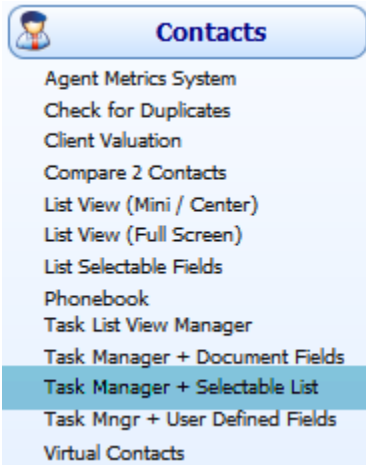 Contacts
Agent Metrics System
Check for Duplicates
Client Valuation
Compare 2 Contacts
List View (Mini / Center)
List View (Full Screen)
List Selectable Fields
Phonebook
Task List View Manager
Task Manager + Document Fields
Task Manager + Selectable List
Task Mngr + User Defined Fields
Virtual Contacts